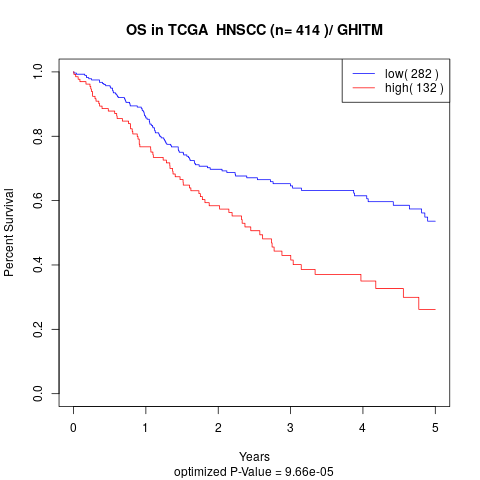 OS in TCGA  HNSCC (n= 414 )/ GHITM
low( 282 )
high( 132 )
Percent Survival
1.0
0.8
0.6
0.4
0.2
0.0
0 1 2 3 4 5
Years
optimized P-Value = 9.66e-05